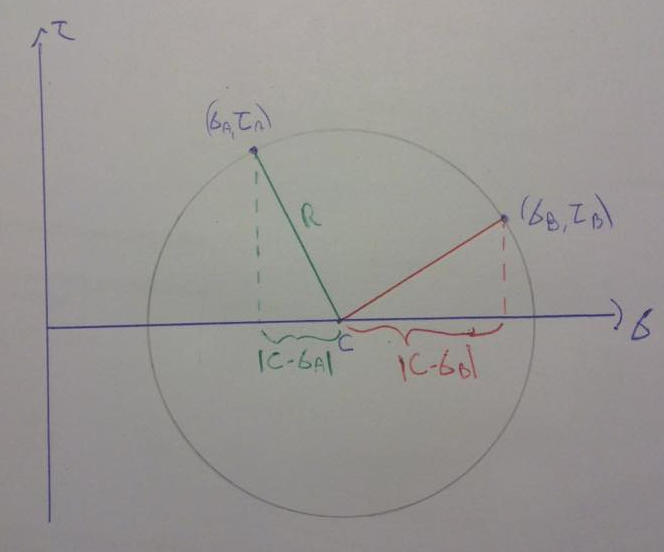 τ
(σA, τA)
R
(σB, τB)
σ
C
|C-σA|
|C-σB|